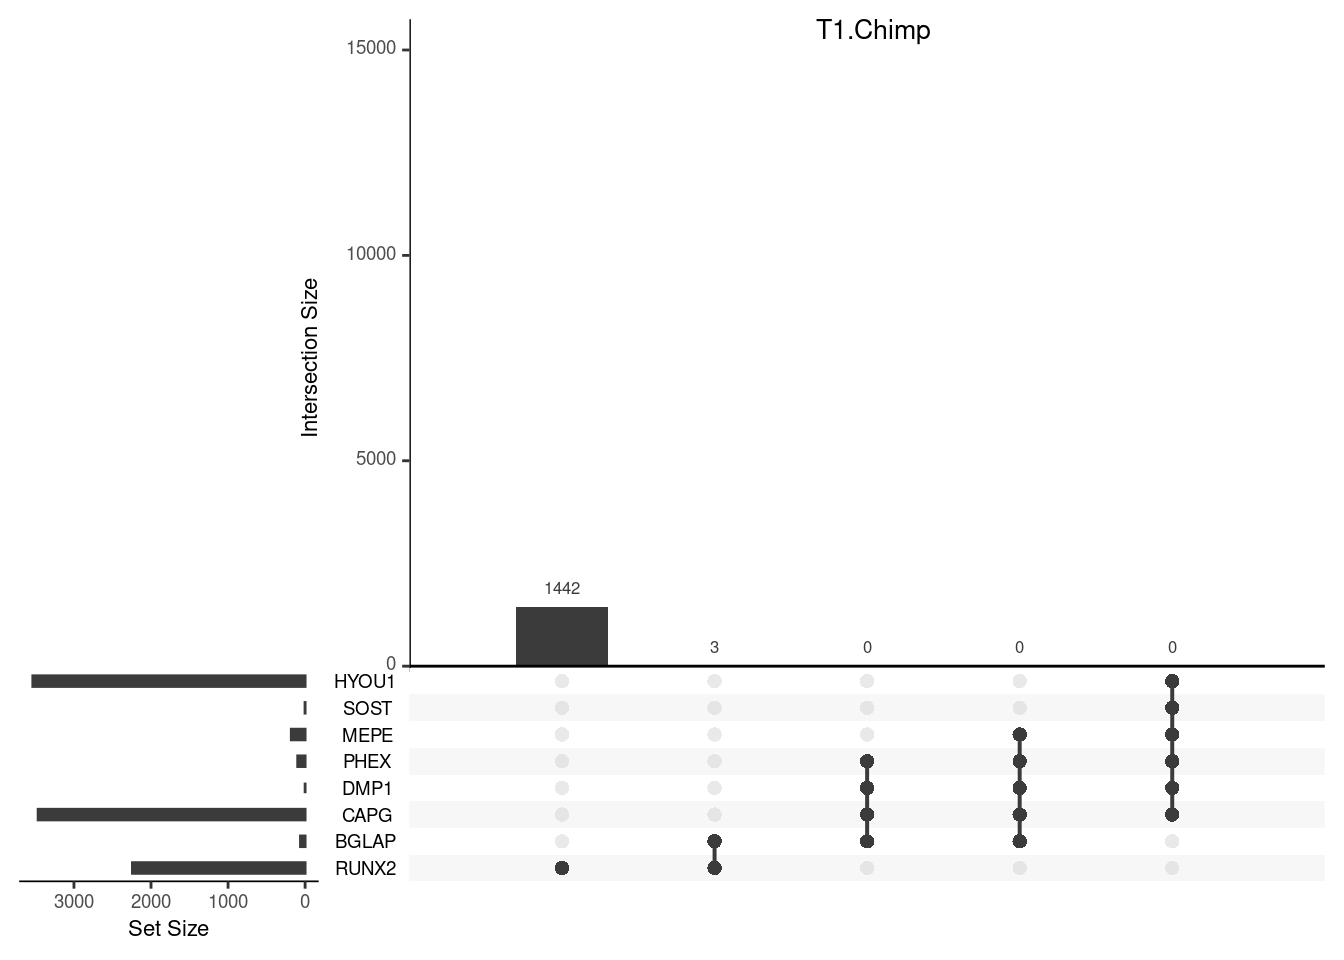 T1.Chimp
15000
10000
5000
0
Intersection Size
1442
3
0
0
0
HYOU1
SOST
MEPE
PHEX
DMP1
CAPG
BGLAP
RUNX2
3000 2000 1000 0
Set Size